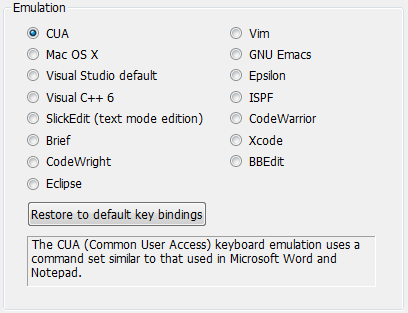 Emulation
CUA
Mac OS X
Visual Studio default
Visual C++ 6
SlickEdit (text mode edition)
Brief
CodeWright
Eclipse
Vim
GNU Emacs
Epsilon
ISPF
CodeWarrior
Xcode
BBEdit
Restore to default key bindings
The CUA (Common User Access) keyboard emulation uses a
command set similar to that used in Microsoft Word and
Notepad.